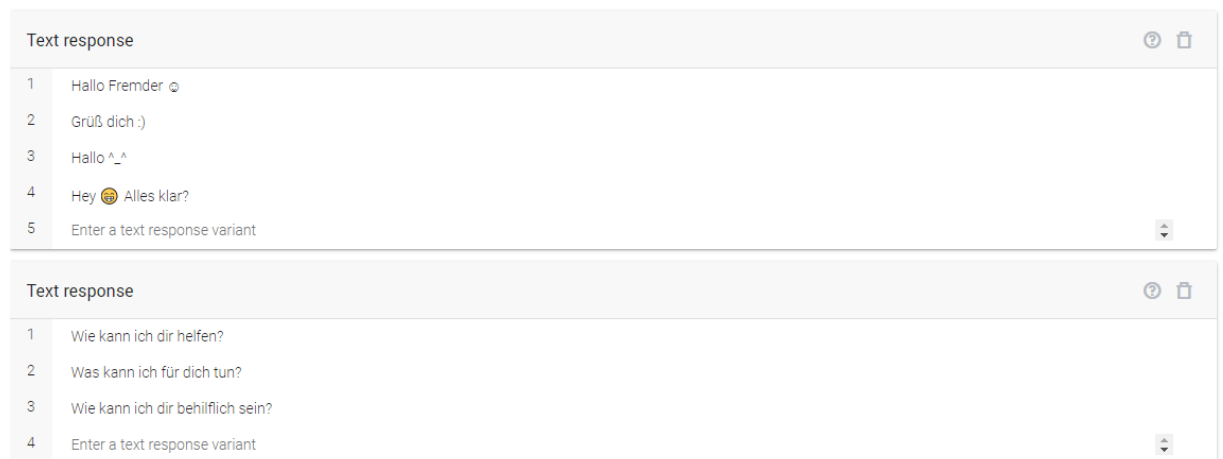 Text response
1 Hallo Fremder ☺
2 Grüß dich :)
3 Hallo ^_^
4 Hey 😁 Alles klar?
5 Enter a text response variant
Text response
1 Wie kann ich dir helfen?
2 Was kann ich für dich tun?
3 Wie kann ich dir behilflich sein?
4 Enter a text response variant